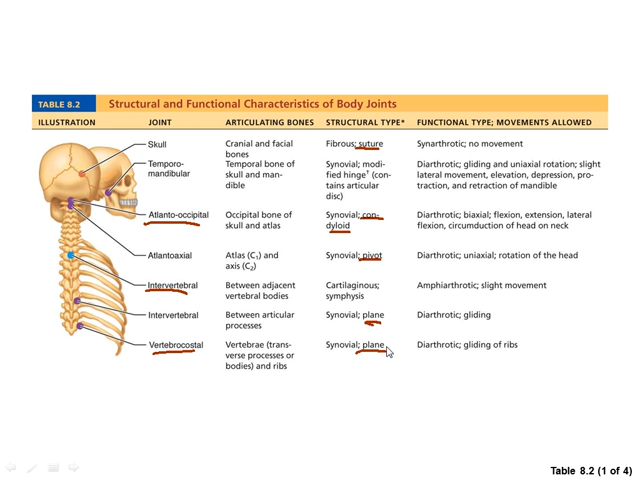 TABLE 8.2 Structural and Functional Characteristics of Body Joints
ILLUSTRATION JOINT ARTICULATING BONES STRUCTURAL TYPE* FUNCTIONAL TYPE; MOVEMENTS ALLOWED
Skull Cranial and facial Fibrous; suture Synarthrotic; no movement
bones
Temporo- Temporal bone of Synovial; modi- Diarthrotic; gliding and uniaxial rotation; slight
mandibular skull and man- fied hinge† (con- lateral movement, elevation, depression, pro-
dible tains articular traction, and retraction of mandible
disc)
Atlanto-occipital Occipital bone of Synovial; con- Diarthrotic; biaxial; flexion, extension, lateral
skull and atlas dyloid flexion, circumduction of head on neck
Atlantoaxial Atlas (C1) and Synovial; pivot Diarthrotic; uniaxial; rotation of the head
axis (C2)
Intervertebral Between adjacent Cartilaginous; Amphiarthrotic; slight movement
vertebral bodies symphysis
Intervertebral Between articular Synovial; plane Diarthrotic; gliding
processes
Vertebrocostal Vertebrae (trans- Synovial; plane Diarthrotic; gliding of ribs
verse processes or
bodies) and ribs
Table 8.2 (1 of 4)